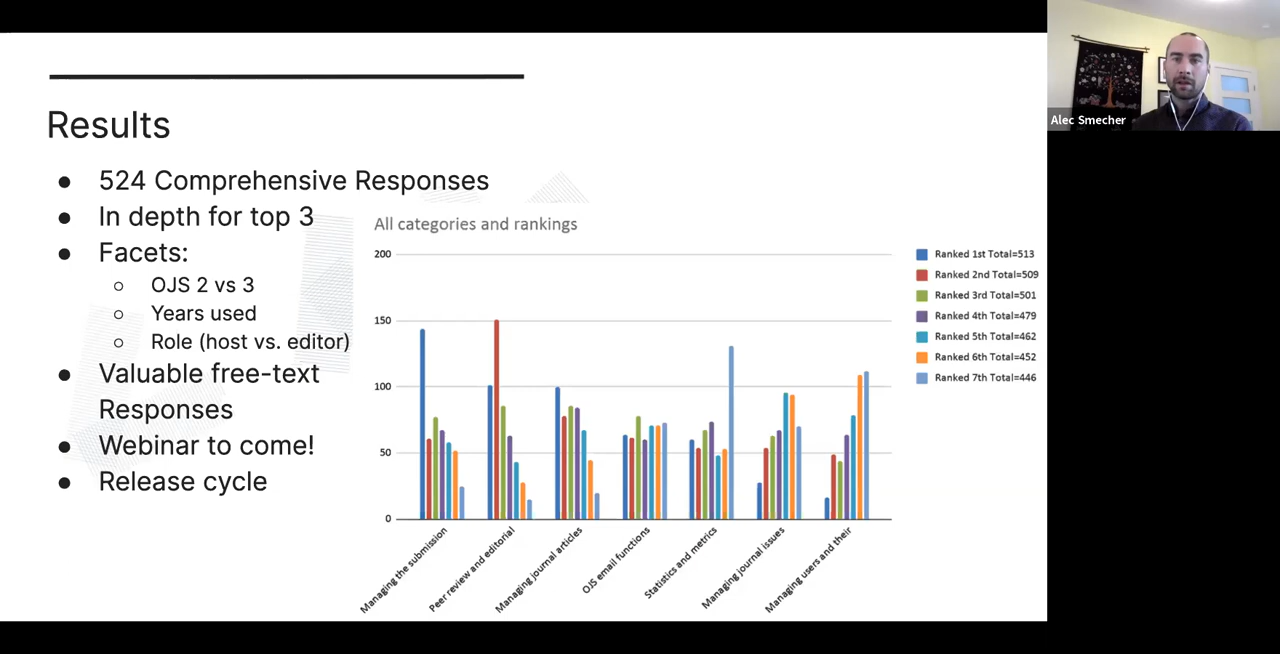 Results
● 524 Comprehensive Responses
● In depth for top 3
● Facets:
○ OJS 2 vs 3
○ Years used
○ Role (host vs. editor)
● Valuable free-text
Responses
● Webinar to come!
● Release cycle
All categories and rankings
200
150
100
50
0
Managing the submission
Peer review and editorial
Managing journal articles
OJS email functions
Statistics and metrics
Managing journal issues
Managing users and their
Ranked 1st Total=513
Ranked 2nd Total=509
Ranked 3rd Total=501
Ranked 4th Total=479
Ranked 5th Total=462
Ranked 6th Total=452
Ranked 7th Total=446
Alec Smecher